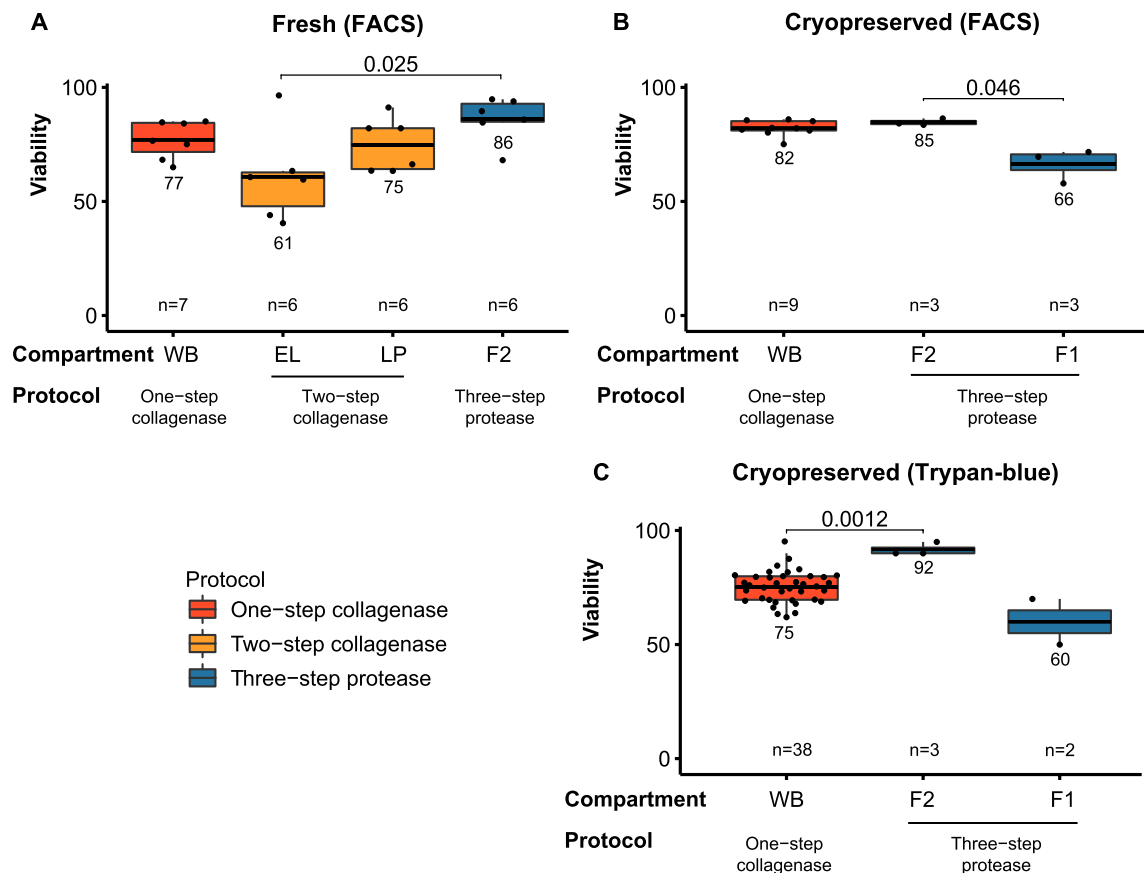 A
Fresh (FACS)
0.025
100
50
0
Viability
77
61
75
86
n=7
n=6
n=6
n=6
Compartment WB EL LP F2
Protocol
One−step
collagenase
Two−step
collagenase
Three−step
protease
B
Cryopreserved (FACS)
0.046
100
50
0
Viability
82
85
66
n=9
n=3
n=3
Compartment WB F2 F1
Protocol
One−step
collagenase
Three−step
protease
C
Cryopreserved (Trypan−blue)
0.0012
100
50
0
Viability
75
92
60
n=38
n=3
n=2
Compartment WB F2 F1
Protocol
One−step
collagenase
Three−step
protease
Protocol
One−step collagenase
Two−step collagenase
Three−step protease